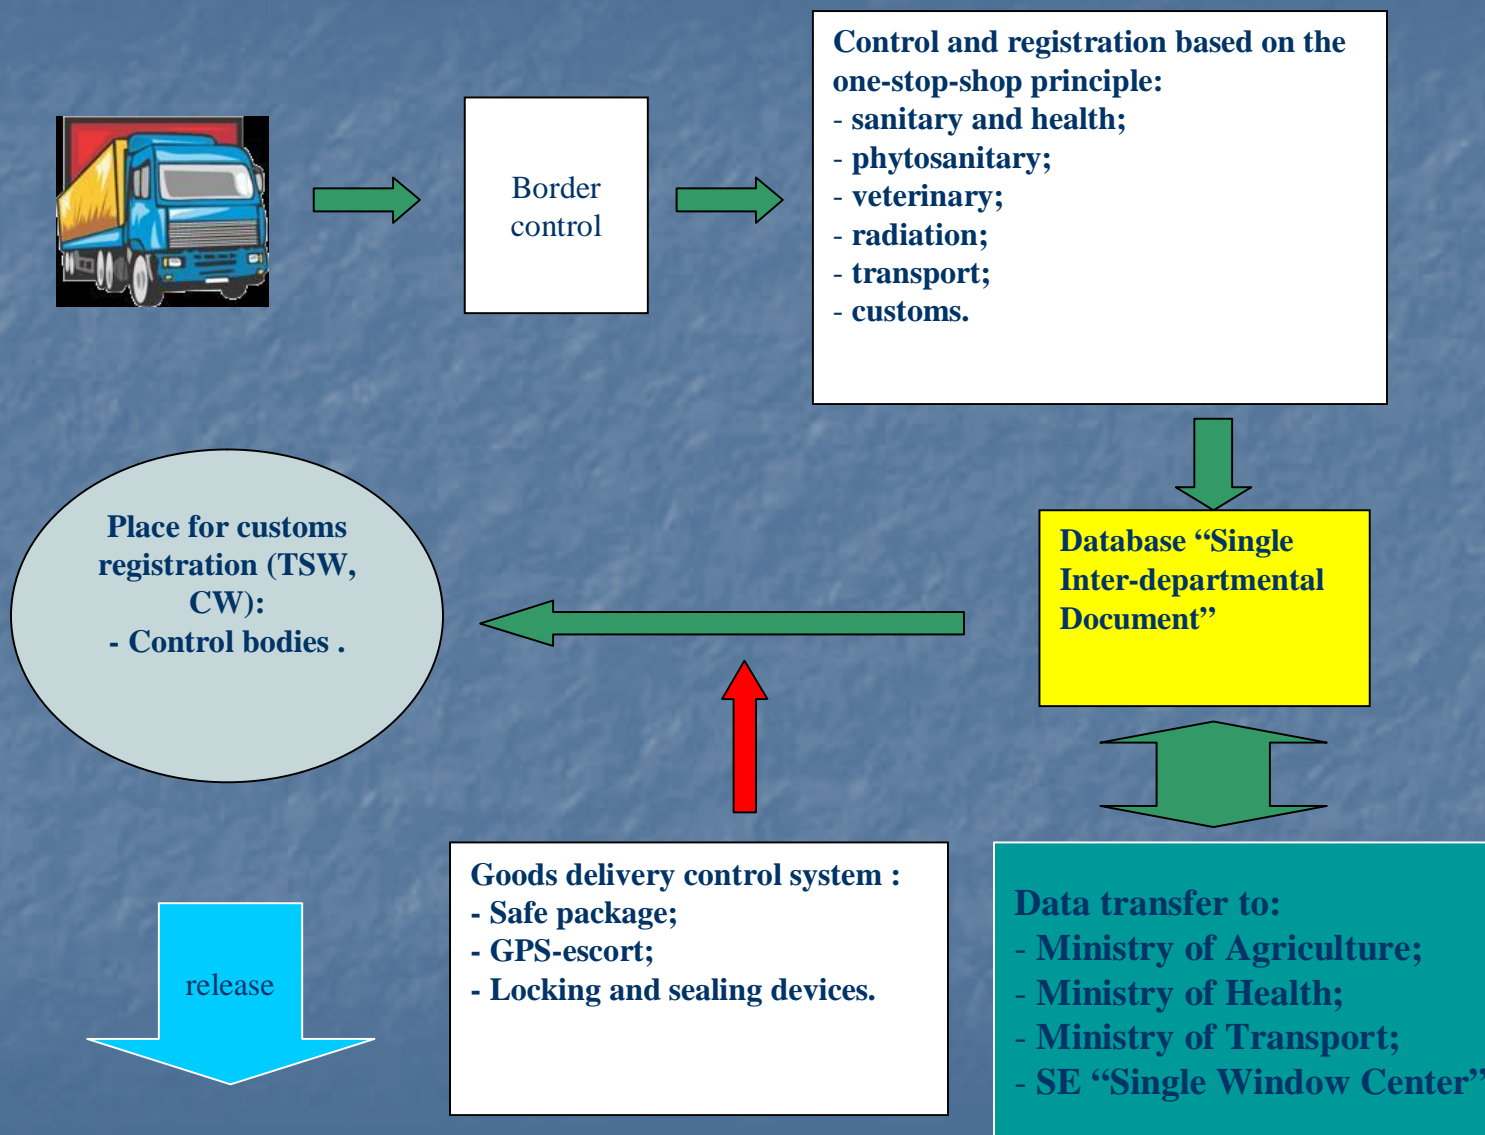 Control and registration based on the
one-stop-shop principle:
- sanitary and health;
- phytosanitary;
- veterinary;
- radiation;
- transport;
- customs.
Border
control
Place for customs
registration (TSW,
CW):
- Control bodies .
Database “Single
Inter-departmental
Document”
Goods delivery control system :
- Safe package;
- GPS-escort;
- Locking and sealing devices.
Data transfer to:
- Ministry of Agriculture;
- Ministry of Health;
- Ministry of Transport;
- SE “Single Window Center”
release